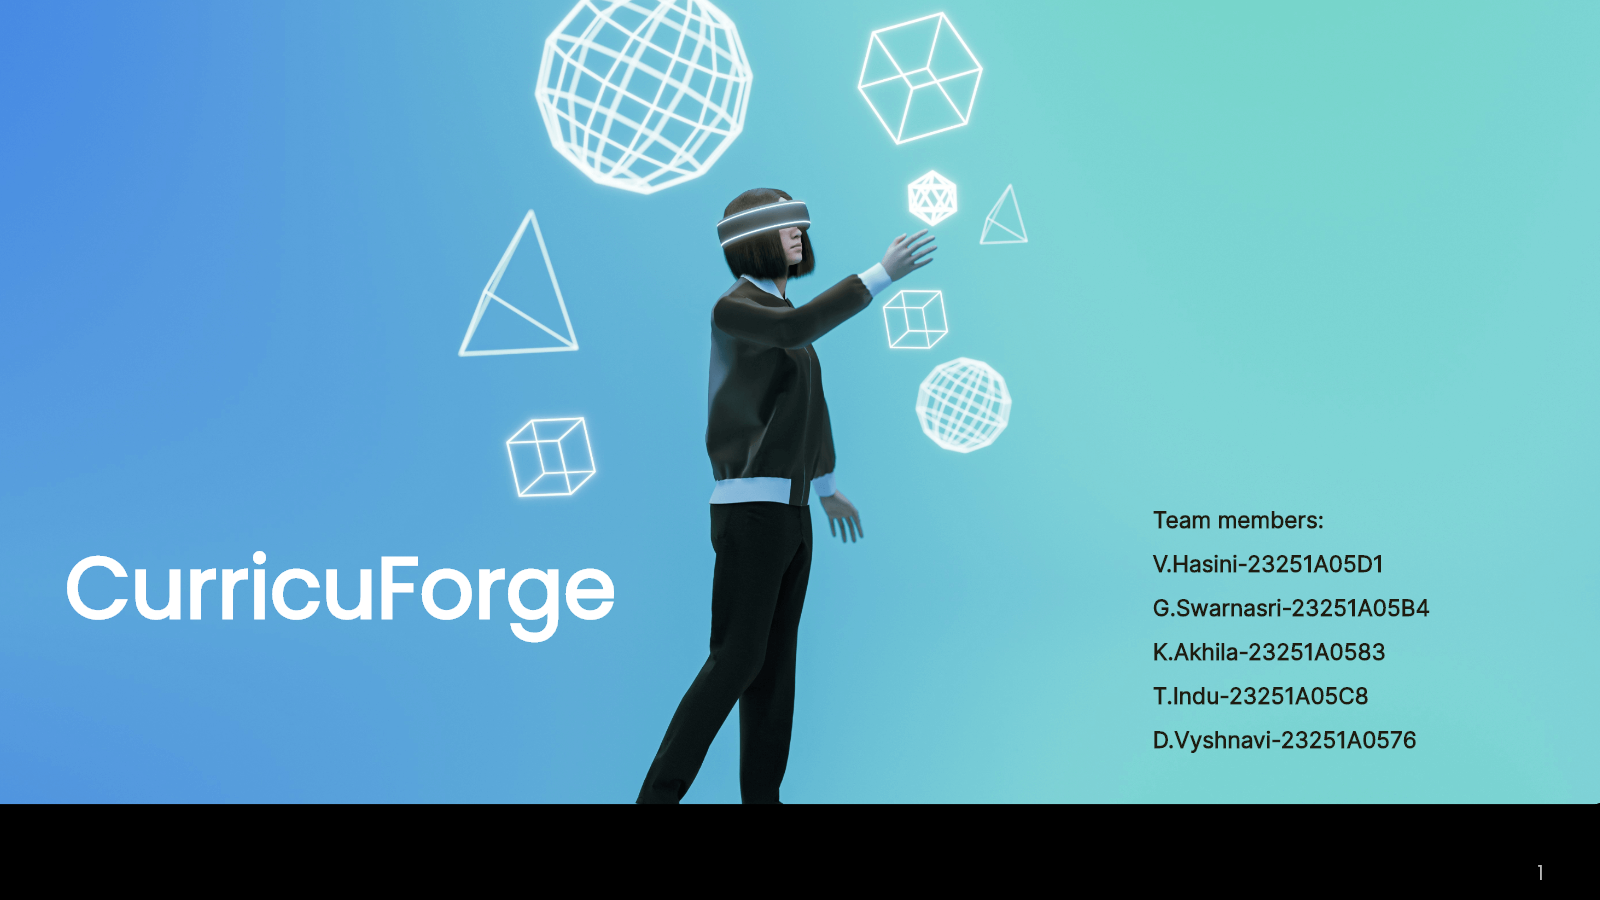 CurricuForge
Team members:
V.Hasini-23251A05D1
G.Swarnasri-23251A05B4
K.Akhila-23251A0583
T.Indu-23251A05C8
D.Vyshnavi-23251A0576
1